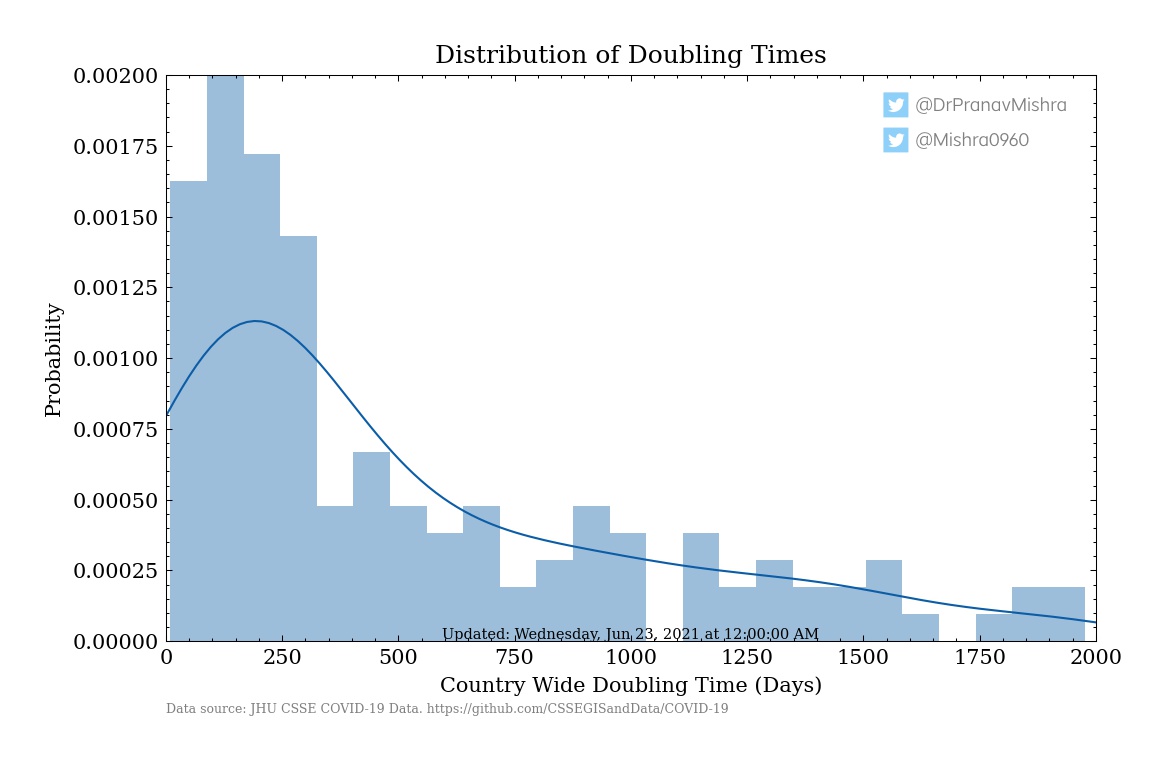 Distribution of Doubling Times
@DrPranavMishra
@Mishra0960
0.00200
0.00175
0.00150
0.00125
0.00100
0.00075
0.00050
0.00025
0.00000
Probability
Updated: Wednesday, Jun 23, 2021 at 12:00:00 AM
0 250 500 750 1000 1250 1500 1750 2000
Country Wide Doubling Time (Days)
Data source: JHU CSSE COVID-19 Data. https://github.com/CSSEGISandData/COVID-19